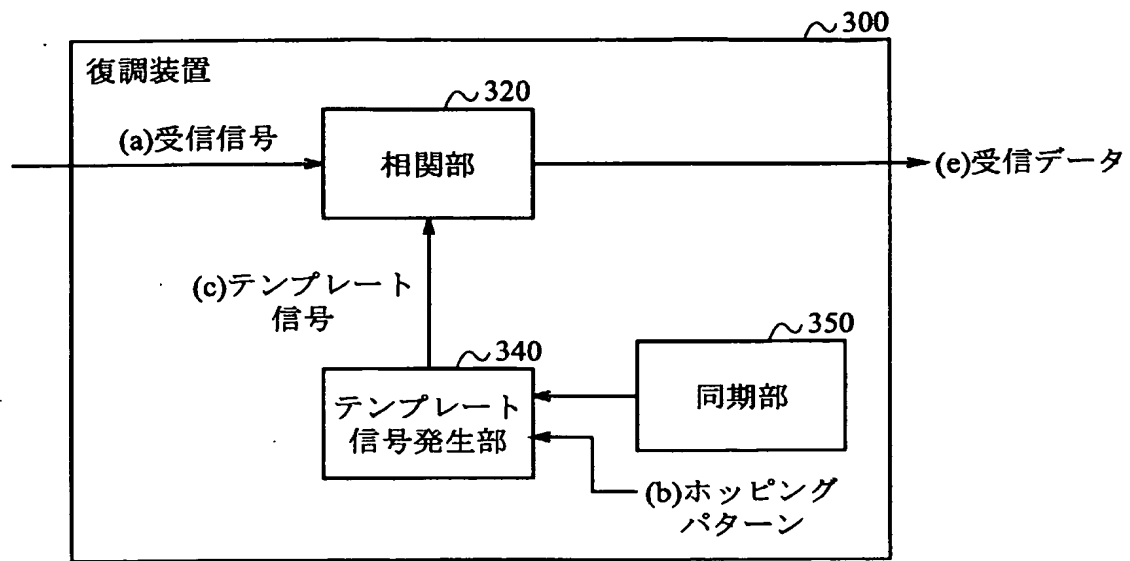 300
復調装置
320
(a)受信信号
相関部
(e)受信データ
(c)テンプレート
信号
340
350
テンプレート
信号発生部
同期部
(b)ホッピング
パターン